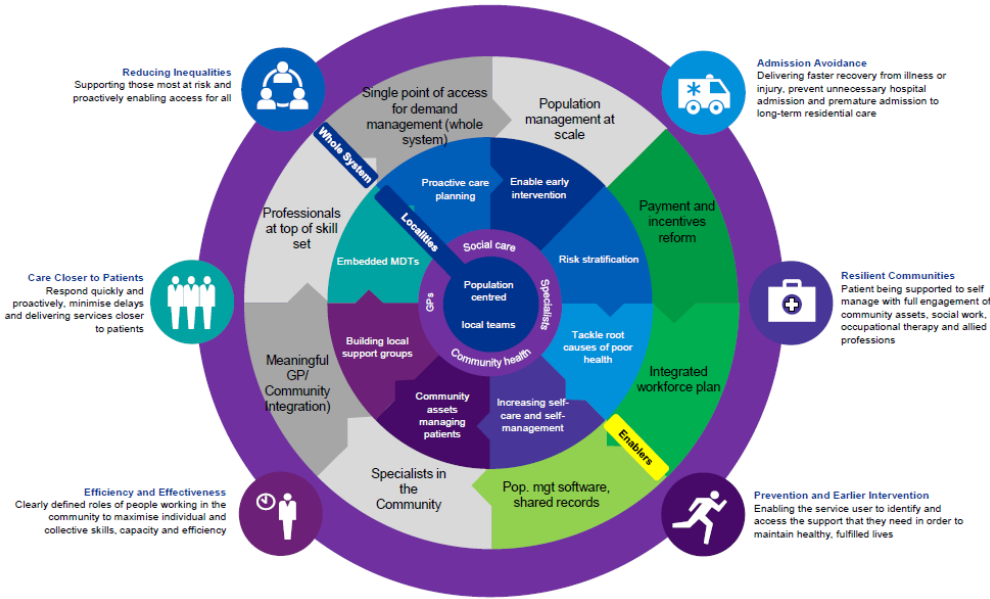 Reducing Inequalities
Supporting those most at risk and
proactively enabling access for all
Admission Avoidance
Delivering faster recovery from illness or
injury, prevent unnecessary hospital
admission and premature admission to
long-term residential care
Care Closer to Patients
Respond quickly and
proactively, minimise delays
and delivering services closer
to patients
Resilient Communities
Patient being supported to self
manage with full engagement of
community assets, social work,
occupational therapy and allied
professions
Efficiency and Effectiveness
Clearly defined roles of people working in the
community to maximise individual and
collective skills, capacity and efficiency
Prevention and Earlier Intervention
Enabling the service user to identify and
access the support that they need in order to
maintain healthy, fulfilled lives
Whole System
Single point of access
for demand
management (whole
system)
Population
management at
scale
Payment and
incentives
reform
Integrated
workforce plan
Enablers
Pop. mgt software,
shared records
Specialists in
the
Community
Meaningful
GP/
Community
Integration)
Professionals
at top of skill
set
Localities
Proactive care
planning
Enable early
intervention
Risk stratification
Tackle root
causes of poor
health
Increasing self-
care and self-
management
Community
assets
managing
patients
Building local
support groups
Embedded MDTs
Social care
Specialists
Community health
GPs
Population
centred
local teams